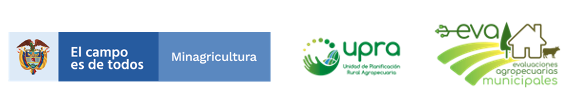 El campo
es de todos
Minagricultura
upra
Unidad de Planificación
Rural Agropecuaria
eva
evaluaciones
agropecuarias
municipales